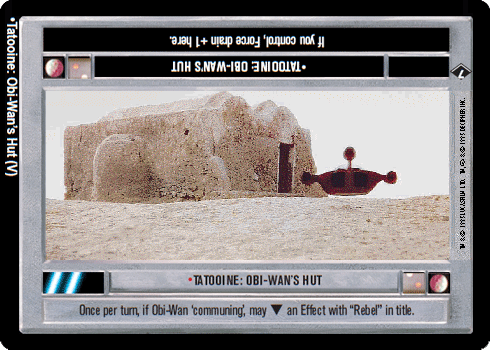 If you control, Force drain +1 here.
•TATOOINE: OBI-WAN'S HUT
•Tatooine: Obi-Wan's Hut (V)
7
•TATOOINE: OBI-WAN'S HUT
Once per turn, if Obi-Wan 'communing', may ▼ an Effect with "Rebel" in title.